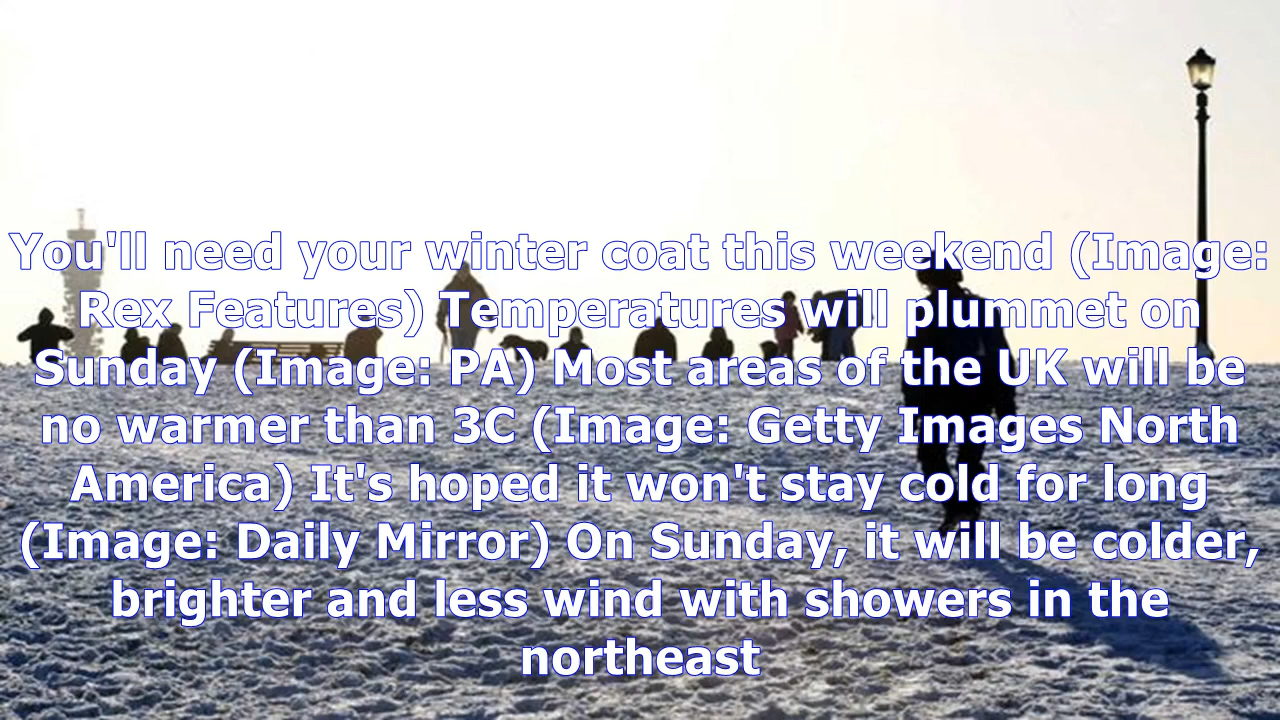 You'll need your winter coat this weekend (Image:
Rex Features) Temperatures will plummet on
Sunday (Image: PA) Most areas of the UK will be
no warmer than 3C (Image: Getty Images North
America) It's hoped it won't stay cold for long
(Image: Daily Mirror) On Sunday, it will be colder,
brighter and less wind with showers in the
northeast